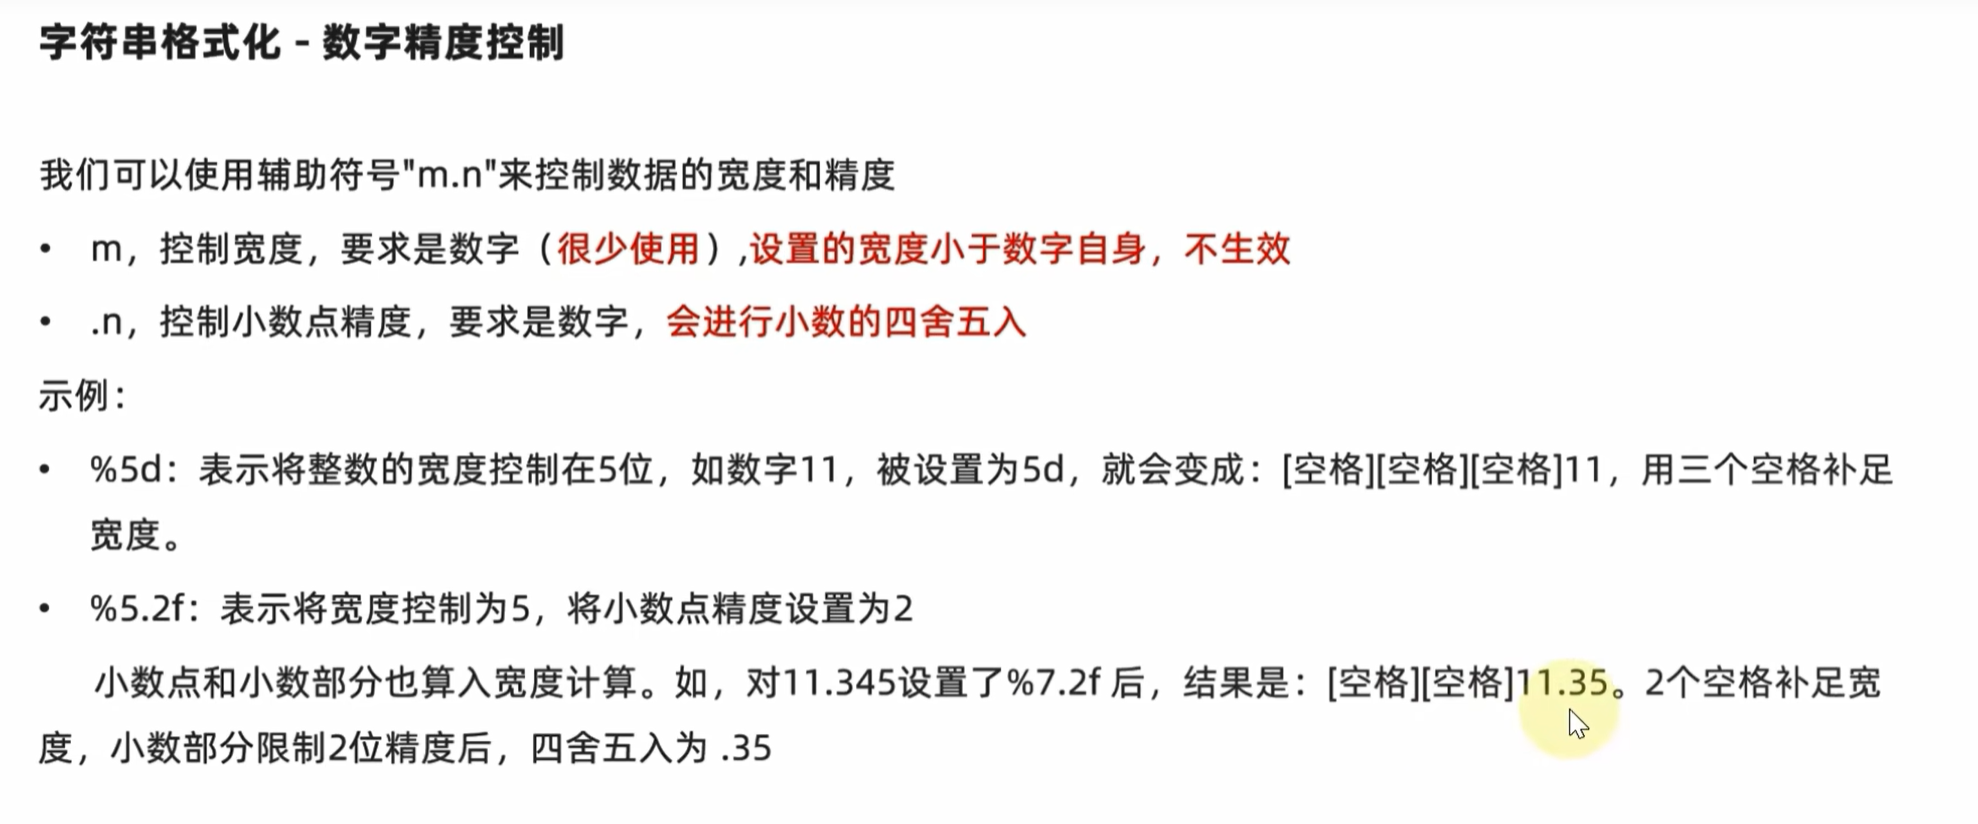 字符串格式化 - 数字精度控制
我们可以使用辅助符号"m.n"来控制数据的宽度和精度
• m，控制宽度，要求是数字（很少使用）,设置的宽度小于数字自身，不生效
• .n，控制小数点精度，要求是数字，会进行小数的四舍五入
示例：
• %5d：表示将整数的宽度控制在5位，如数字11，被设置为5d，就会变成：[空格][空格][空格]11，用三个空格补足
宽度。
• %5.2f：表示将宽度控制为5，将小数点精度设置为2
小数点和小数部分也算入宽度计算。如，对11.345设置了%7.2f 后，结果是：[空格][空格]11.35。2个空格补足宽
度，小数部分限制2位精度后，四舍五入为 .35